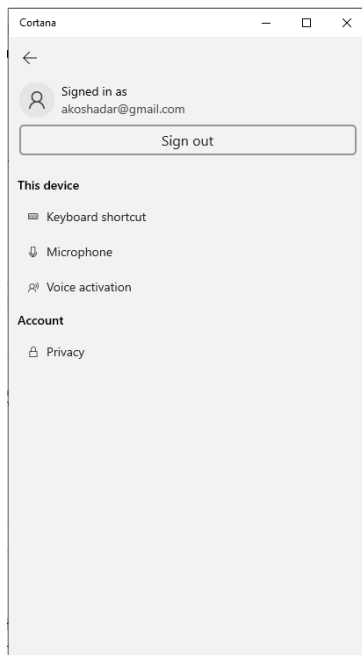 Cortana
Signed in as
akoshadar@gmail.com
Sign out
This device
Keyboard shortcut
Microphone
Voice activation
Account
Privacy